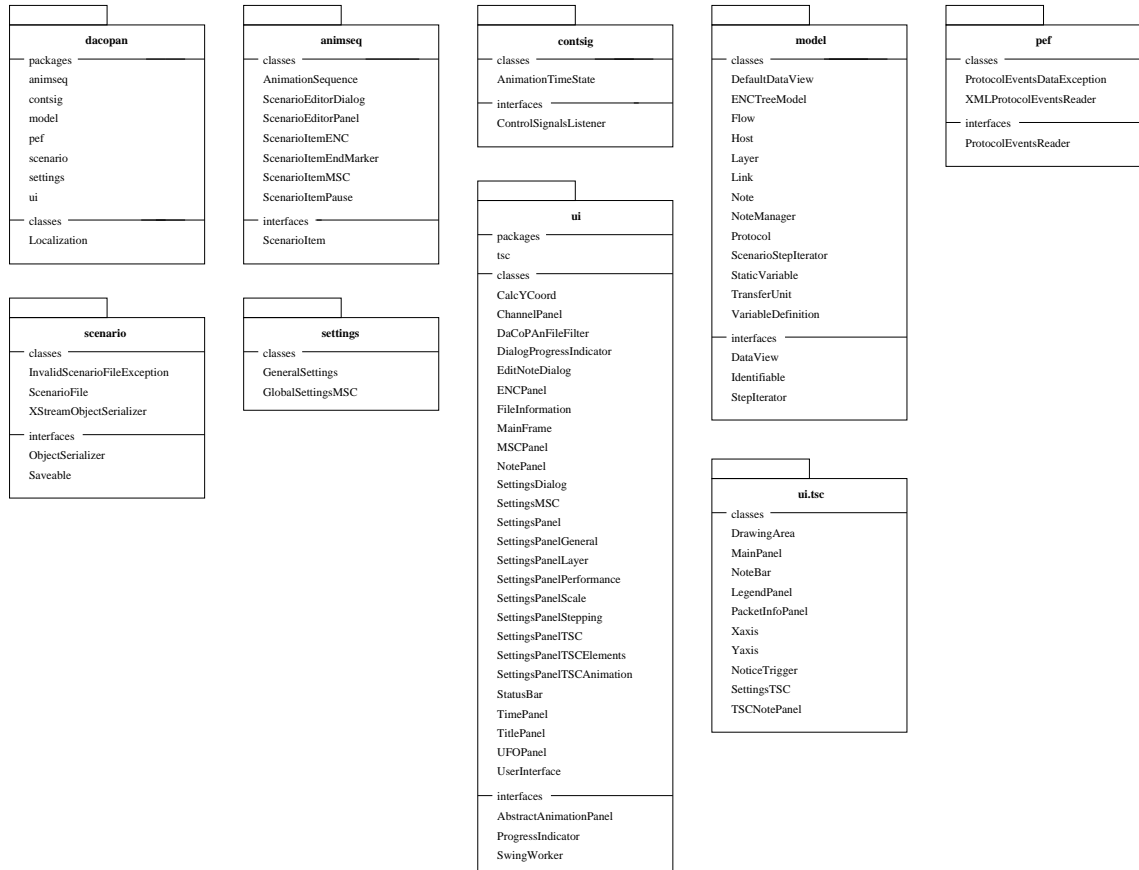 dacopan
packages
animseq
contsig
model
pef
scenario
settings
ui
classes
Localization
animseq
classes
AnimationSequence
ScenarioEditorDialog
ScenarioEditorPanel
ScenarioItemENC
ScenarioItemEndMarker
ScenarioItemMSC
ScenarioItemPause
interfaces
ScenarioItem
contsig
classes
AnimationTimeState
interfaces
ControlSignalsListener
model
classes
DefaultDataView
ENCTreeModel
Flow
Host
Layer
Link
Note
NoteManager
Protocol
ScenarioStepIterator
StaticVariable
TransferUnit
VariableDefinition
interfaces
DataView
Identifiable
StepIterator
pef
classes
ProtocolEventsDataException
XMLProtocolEventsReader
interfaces
ProtocolEventsReader
scenario
classes
InvalidScenarioFileException
ScenarioFile
XStreamObjectSerializer
interfaces
ObjectSerializer
Saveable
settings
classes
GeneralSettings
GlobalSettingsMSC
ui
packages
tsc
classes
CalcYCoord
ChannelPanel
DaCoPAnFileFilter
DialogProgressIndicator
EditNoteDialog
ENCPanel
FileInformation
MainFrame
MSCPanel
NotePanel
SettingsDialog
SettingsMSC
SettingsPanel
SettingsPanelGeneral
SettingsPanelLayer
SettingsPanelPerformance
SettingsPanelScale
SettingsPanelStepping
SettingsPanelTSC
SettingsPanelTSCElements
SettingsPanelTSCAnimation
StatusBar
TimePanel
TitlePanel
UFOPanel
UserInterface
interfaces
AbstractAnimationPanel
ProgressIndicator
SwingWorker
ui.tsc
classes
DrawingArea
MainPanel
NoteBar
LegendPanel
PacketInfoPanel
Xaxis
Yaxis
NoticeTrigger
SettingsTSC
TSCNotePanel